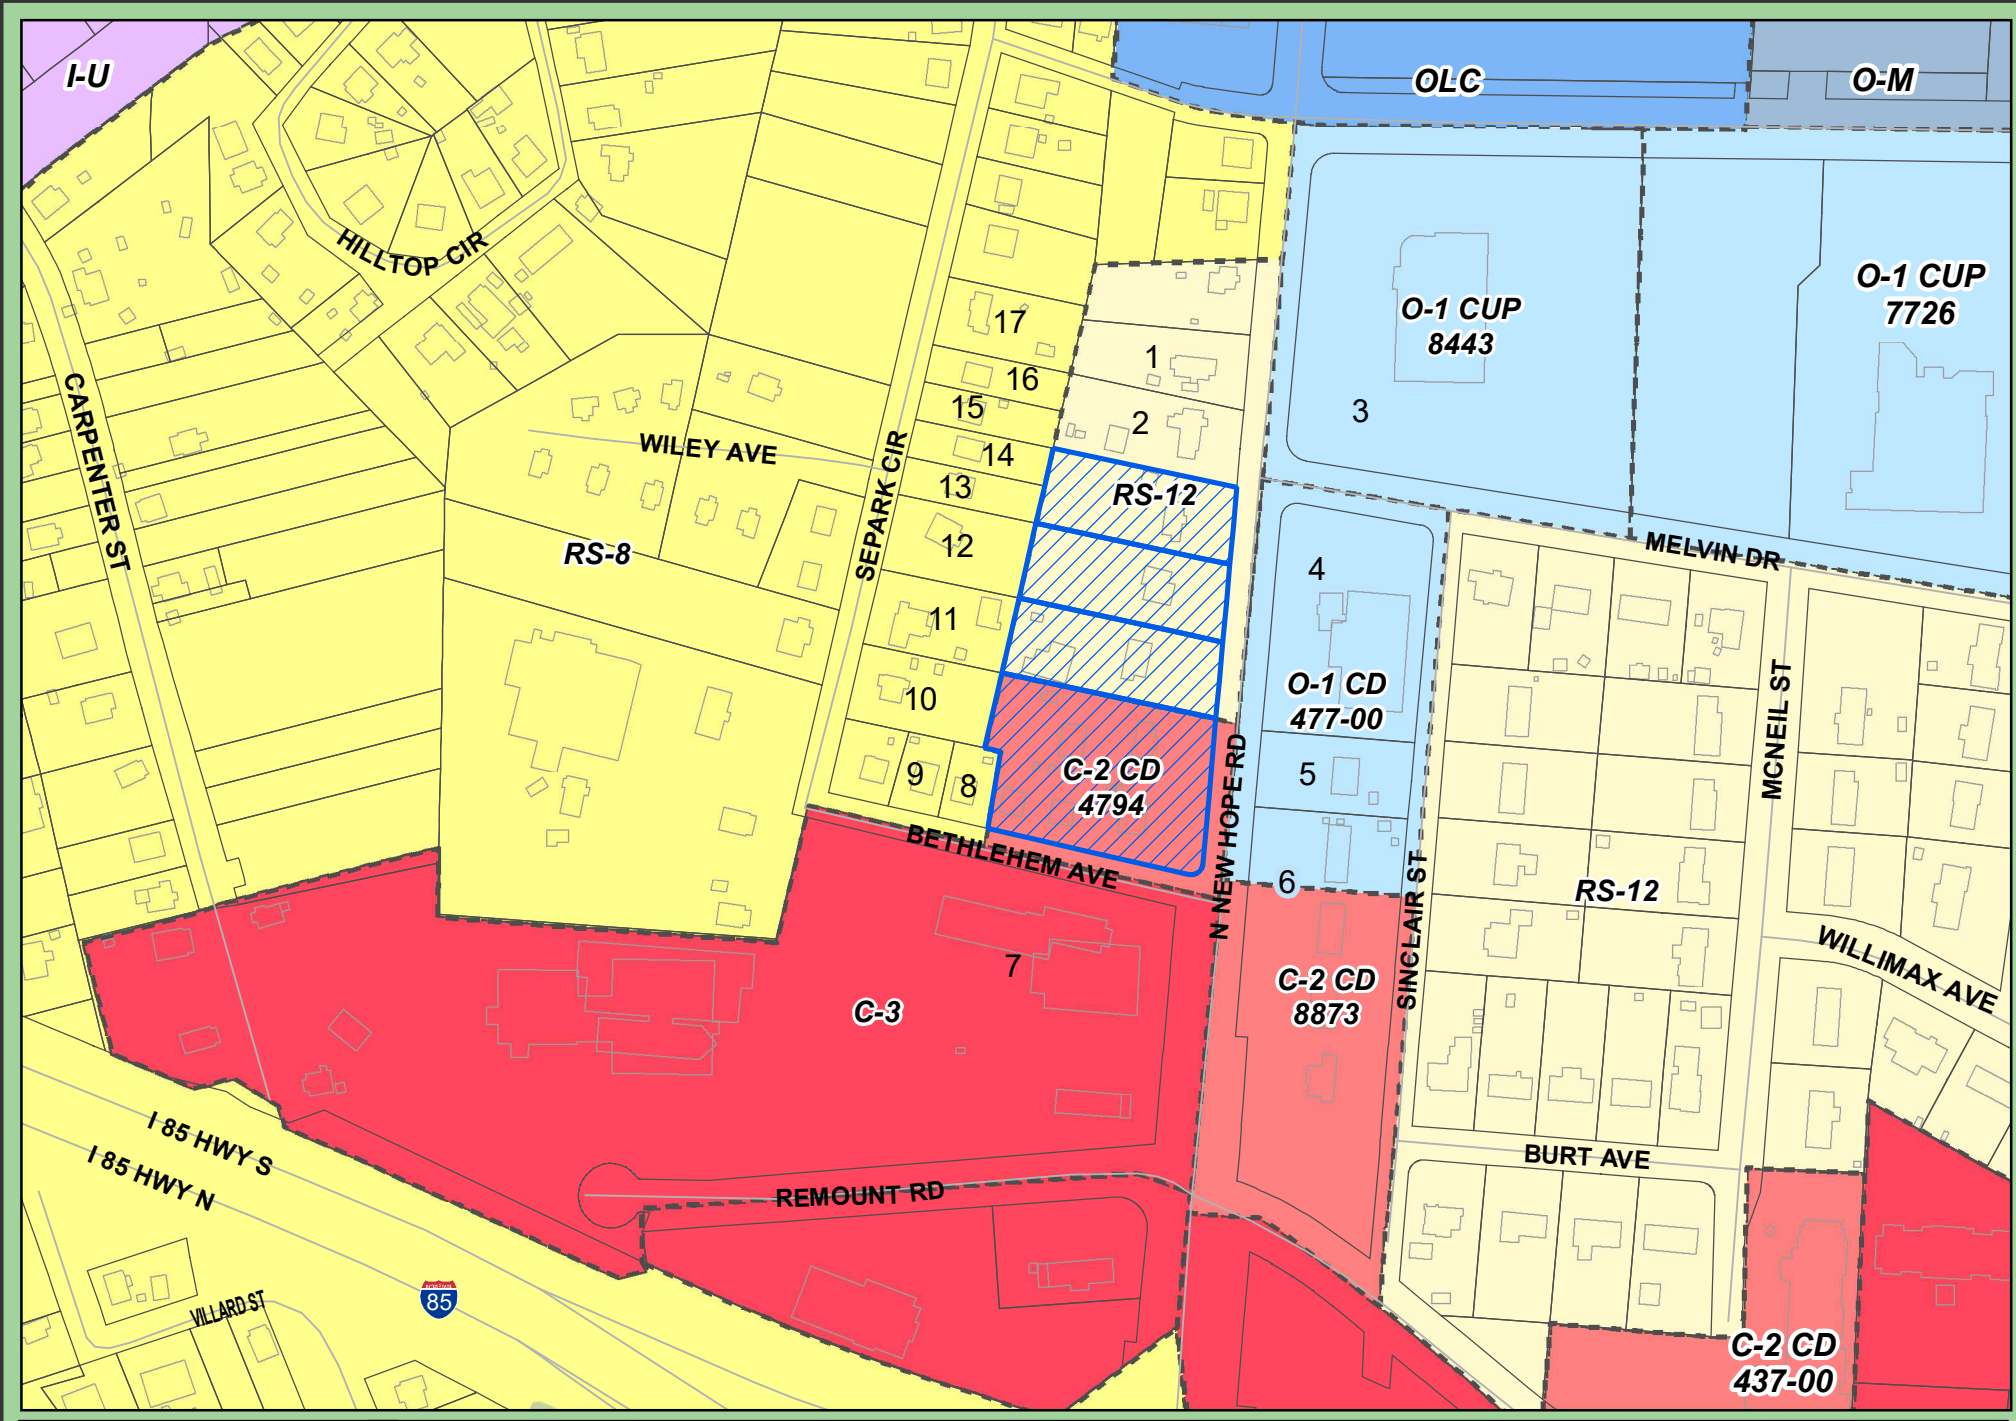 I-U
OLC
O-M
HILLTOP CIR
O-1 CUP
8443
O-1 CUP
7726
17
1
16
15
2
3
CARPENTER ST
WILEY AVE
SEPARK CIR
14
13
RS-12
12
RS-8
4
MELVIN DR
11
10
O-1 CD
477-00
MCNEIL ST
9
8
C-2 CD
4794
N NEW HOPE RD
5
BETHLEHEM AVE
6
SINCLAIR ST
RS-12
7
C-3
C-2 CD
8873
WILLIMAX AVE
I 85 HWY S
I 85 HWY N
REMOUNT RD
BURT AVE
VILLARD ST
85
C-2 CD
437-00